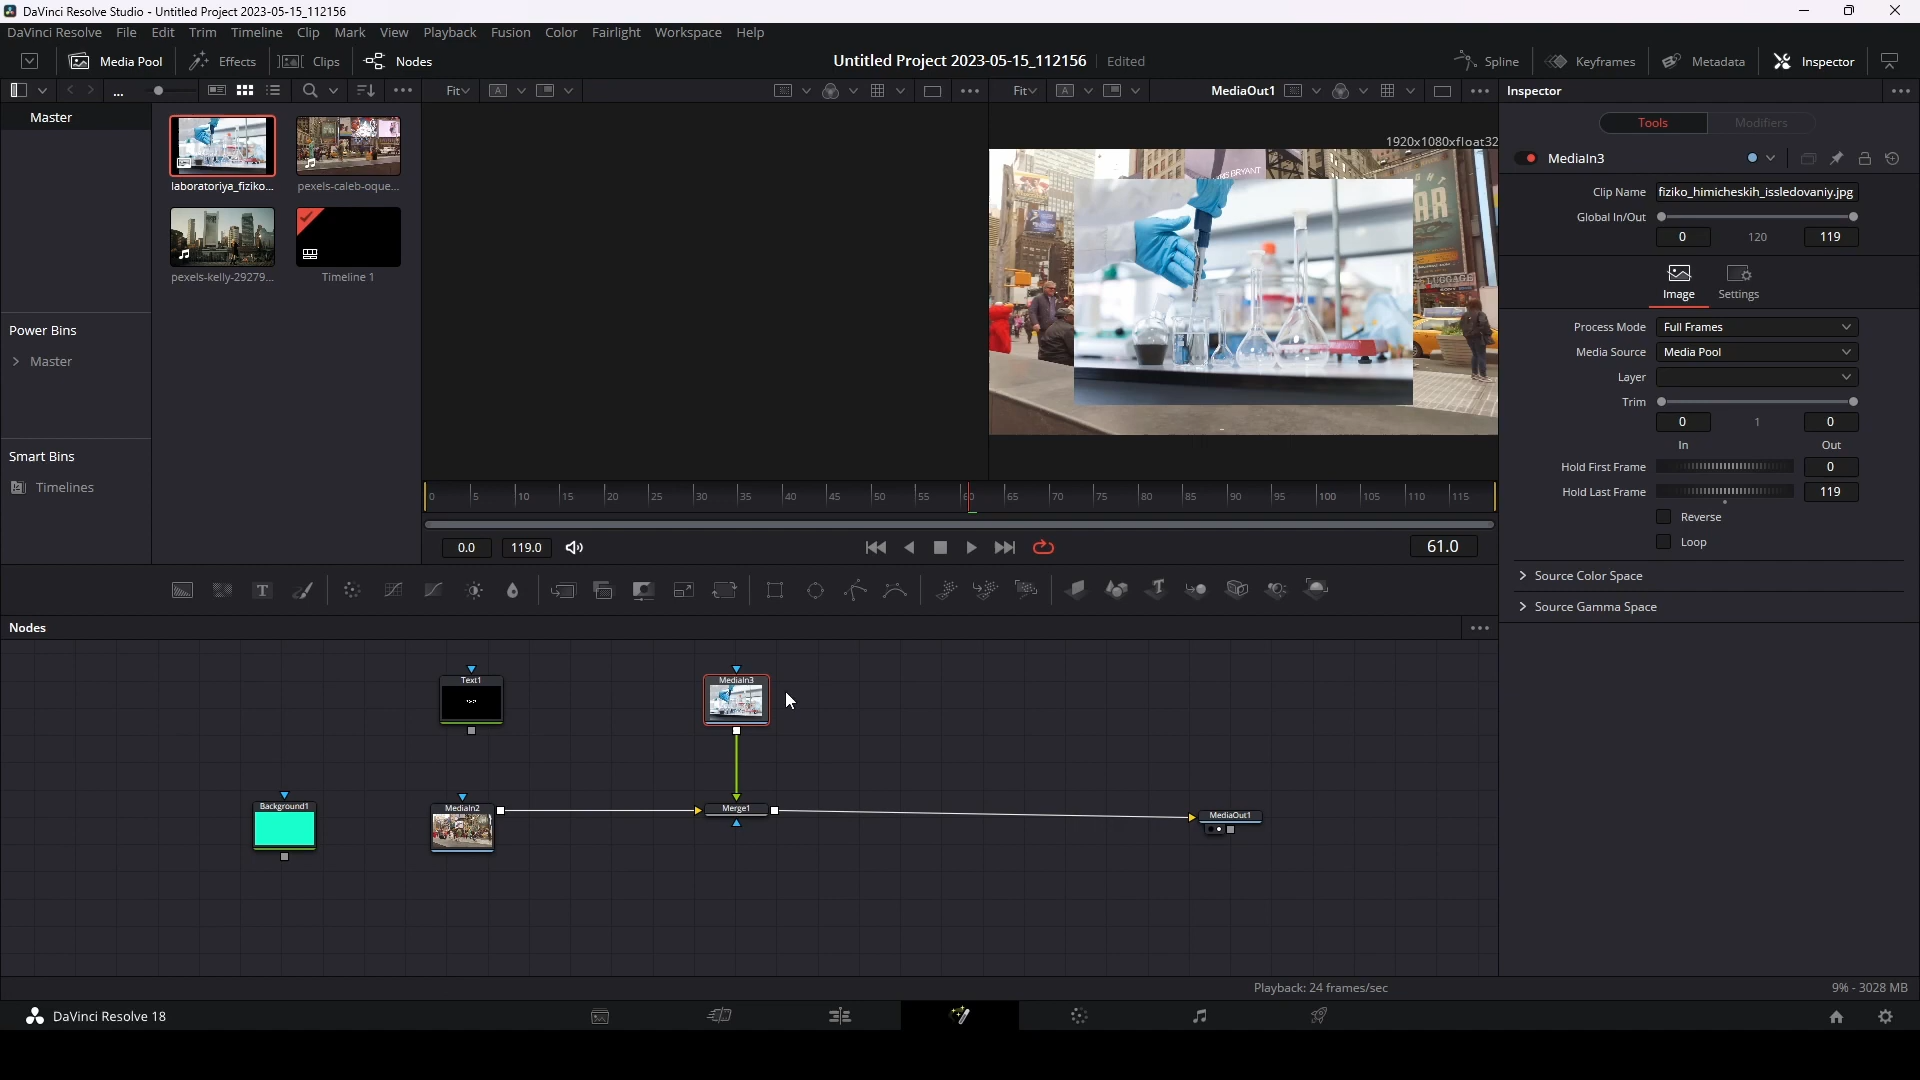 DaVinci Resolve Studio - Untitled Project 2023-05-15_112156
DaVinci Resolve File Edit Trim Timeline Clip Mark View Playback Fusion Color Fairlight Workspace Help
Media Pool Effects Clips Nodes Untitled Project 2023-05-15_112156 Edited Spline Keyframes Metadata Inspector
... Fit A Fit A MediaOut1 Inspector
Master
Tools Modifiers
1920x1080xfloat32
MediaIn3
laboratoriya_fiziko... pexels-caleb-oque...
Clip Name fiziko_himicheskih_issledovaniy.jpg
Global In/Out
0 120 119
pexels-kelly-29279... Timeline 1
Image Settings
Power Bins
Master
Process Mode Full Frames
Media Source Media Pool
Layer
Trim
0 1 0
In Out
Smart Bins
Timelines
Hold First Frame 0
Hold Last Frame 119
Reverse
Loop
0 5 10 15 20 25 30 35 40 45 50 55 60 65 70 75 80 85 90 95 100 105 110 115
0.0 119.0 61.0
Source Color Space
Source Gamma Space
T T
Nodes
Text1 MediaIn3
Background1 MediaIn2 Merge1 MediaOut1
Playback: 24 frames/sec 9% - 3028 MB
DaVinci Resolve 18